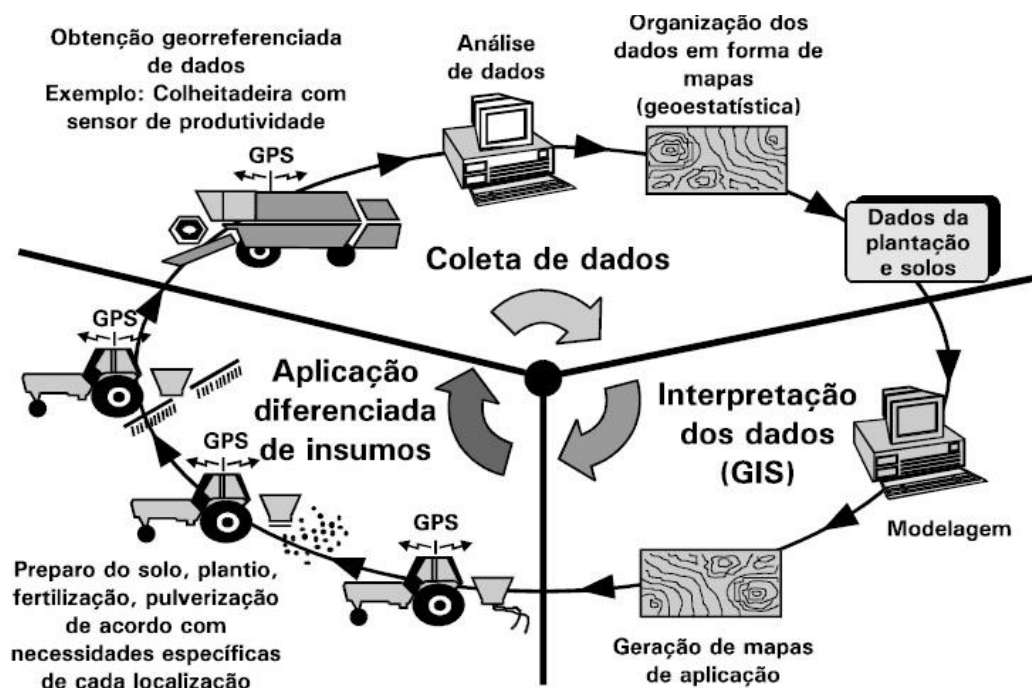 Obtenção georreferenciada
de dados
Exemplo: Colheitadeira com
sensor de produtividade
GPS
Análise
de dados
Organização dos
dados em forma de
mapas
(geoestatística)
Dados da
plantação
e solos
Coleta de dados
Interpretação
dos dados
(GIS)
Modelagem
Geração de mapas
de aplicação
Aplicação
diferenciada
de insumos
GPS
GPS
GPS
Preparo do solo, plantio,
fertilização, pulverização
de acordo com
necessidades específicas
de cada localização